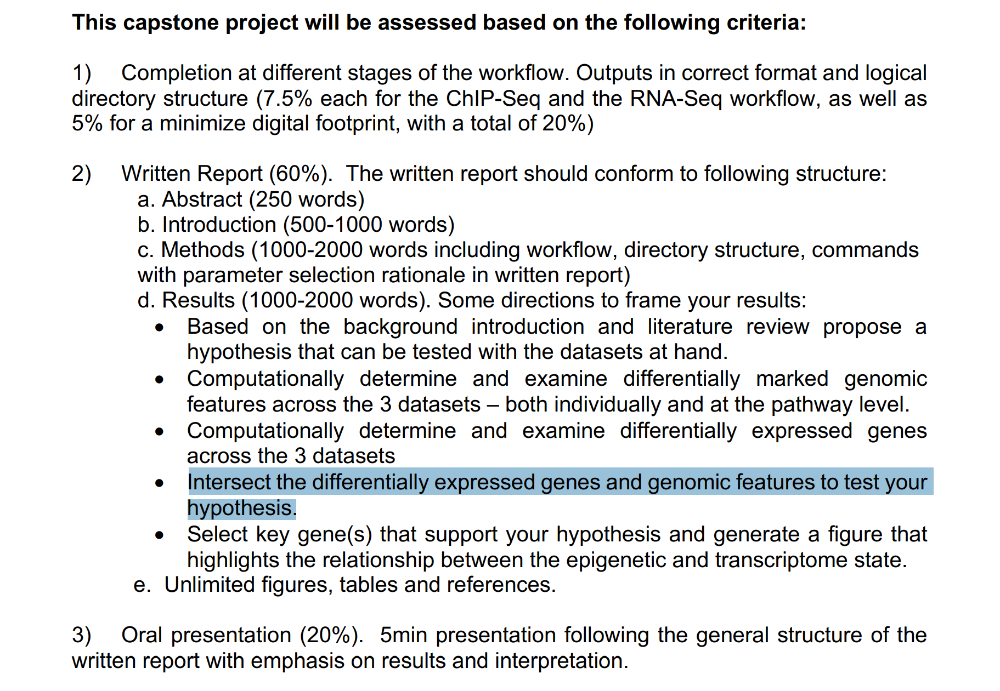 This capstone project will be assessed based on the following criteria:
1) Completion at different stages of the workflow. Outputs in correct format and logical
directory structure (7.5% each for the ChIP-Seq and the RNA-Seq workflow, as well as
5% for a minimize digital footprint, with a total of 20%)
2) Written Report (60%). The written report should conform to following structure:
a. Abstract (250 words)
b. Introduction (500-1000 words)
c. Methods (1000-2000 words including workflow, directory structure, commands
with parameter selection rationale in written report)
d. Results (1000-2000 words). Some directions to frame your results:
• Based on the background introduction and literature review propose a
hypothesis that can be tested with the datasets at hand.
• Computationally determine and examine differentially marked genomic
features across the 3 datasets – both individually and at the pathway level.
• Computationally determine and examine differentially expressed genes
across the 3 datasets
• Intersect the differentially expressed genes and genomic features to test your
hypothesis.
• Select key gene(s) that support your hypothesis and generate a figure that
highlights the relationship between the epigenetic and transcriptome state.
e. Unlimited figures, tables and references.
3) Oral presentation (20%). 5min presentation following the general structure of the
written report with emphasis on results and interpretation.